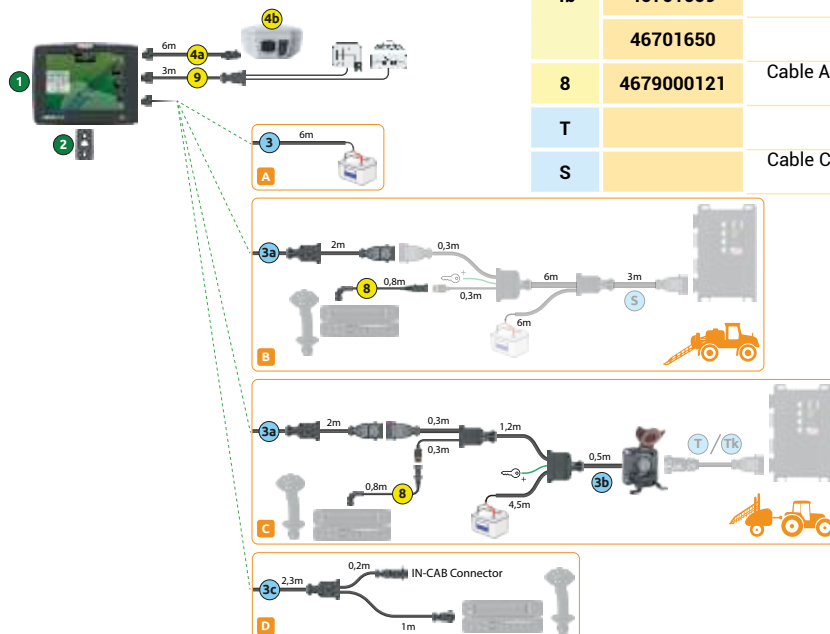 46701650
8 4679000121 Cable A
T
S Cable C
4b
6m 4a
1 3m 9
2
3 6m
A
3a 2m 0,3m
8 0,8m 0,3m 6m 3m
S
6m
B
3a 2m 0,3m 1,2m
0,3m
0,8m 8 + 0,5m T / Tk
3b
4,5m
C
3c 2,3m 0,2m IN-CAB Connector
1m
D